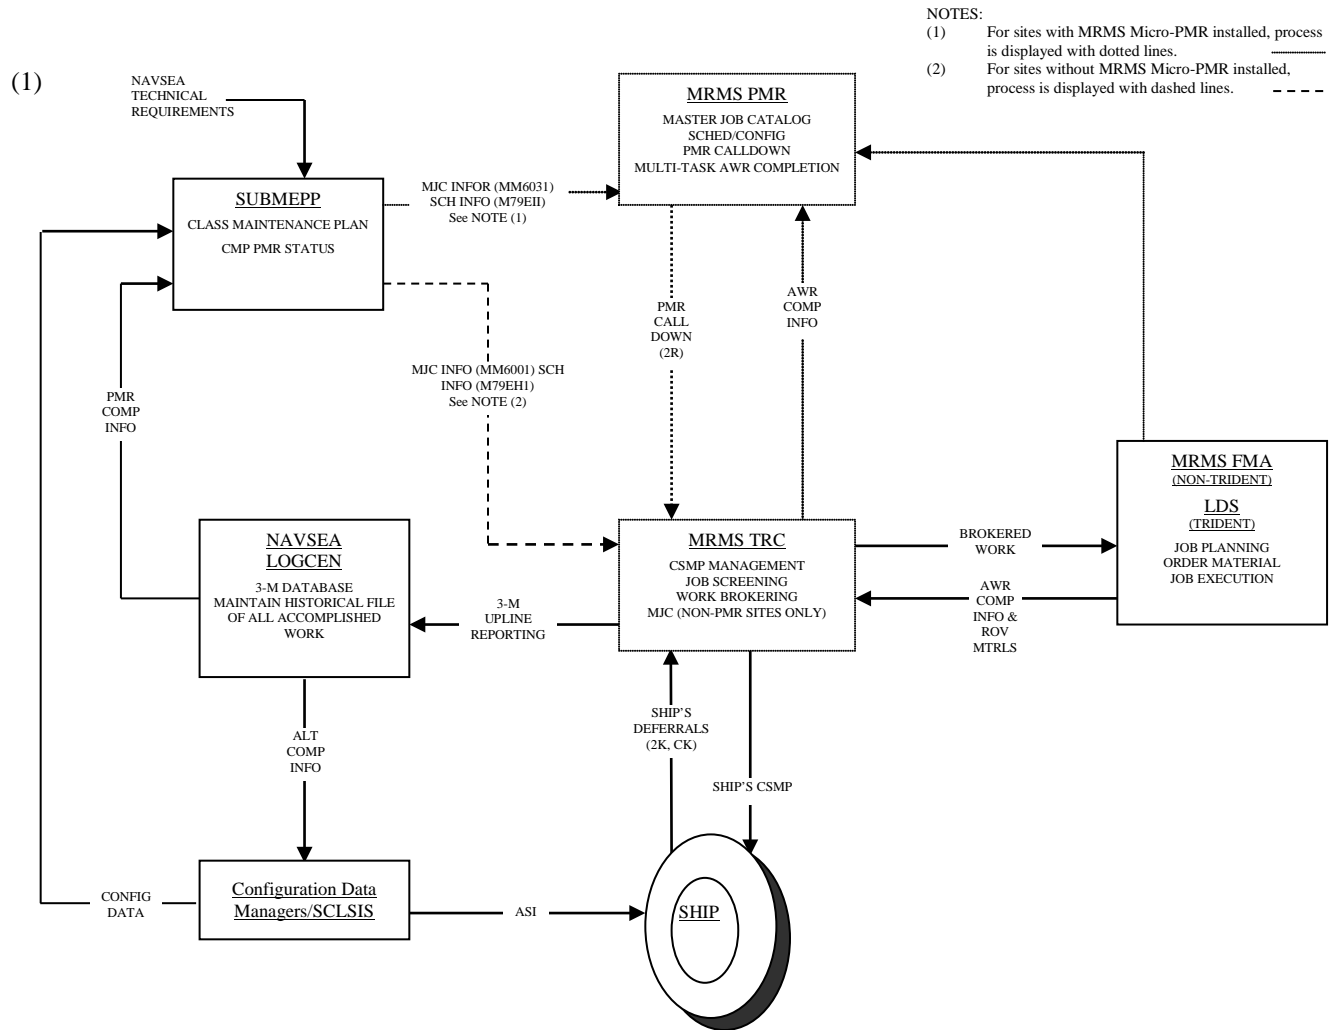 NOTES:
(1) For sites with MRMS Micro-PMR installed, process
is displayed with dotted lines.
(2) For sites without MRMS Micro-PMR installed,
process is displayed with dashed lines.
(1)
NAVSEA
TECHNICAL
REQUIREMENTS
MRMS PMR
MASTER JOB CATALOG
SCHED/CONFIG
PMR CALLDOWN
MULTI-TASK AWR COMPLETION
SUBMEPP
CLASS MAINTENANCE PLAN
CMP PMR STATUS
MJC INFOR (MM6031)
SCH INFO (M79EII)
See NOTE (1)
PMR
CALL
DOWN
(2R)
AWR
COMP
INFO
MJC INFO (MM6001) SCH
INFO (M79EH1)
See NOTE (2)
PMR
COMP
INFO
MRMS FMA
(NON-TRIDENT)
LDS
(TRIDENT)
JOB PLANNING
ORDER MATERIAL
JOB EXECUTION
NAVSEA
LOGCEN
3-M DATABASE
MAINTAIN HISTORICAL FILE
OF ALL ACCOMPLISHED
WORK
MRMS TRC
CSMP MANAGEMENT
JOB SCREENING
WORK BROKERING
MJC (NON-PMR SITES ONLY)
BROKERED
WORK
AWR
COMP
INFO &
ROV
MTRLS
3-M
UPLINE
REPORTING
SHIP'S
DEFERRALS
(2K, CK)
ALT
COMP
INFO
SHIP'S CSMP
Configuration Data
Managers/SCLSIS
CONFIG
DATA
ASI
SHIP